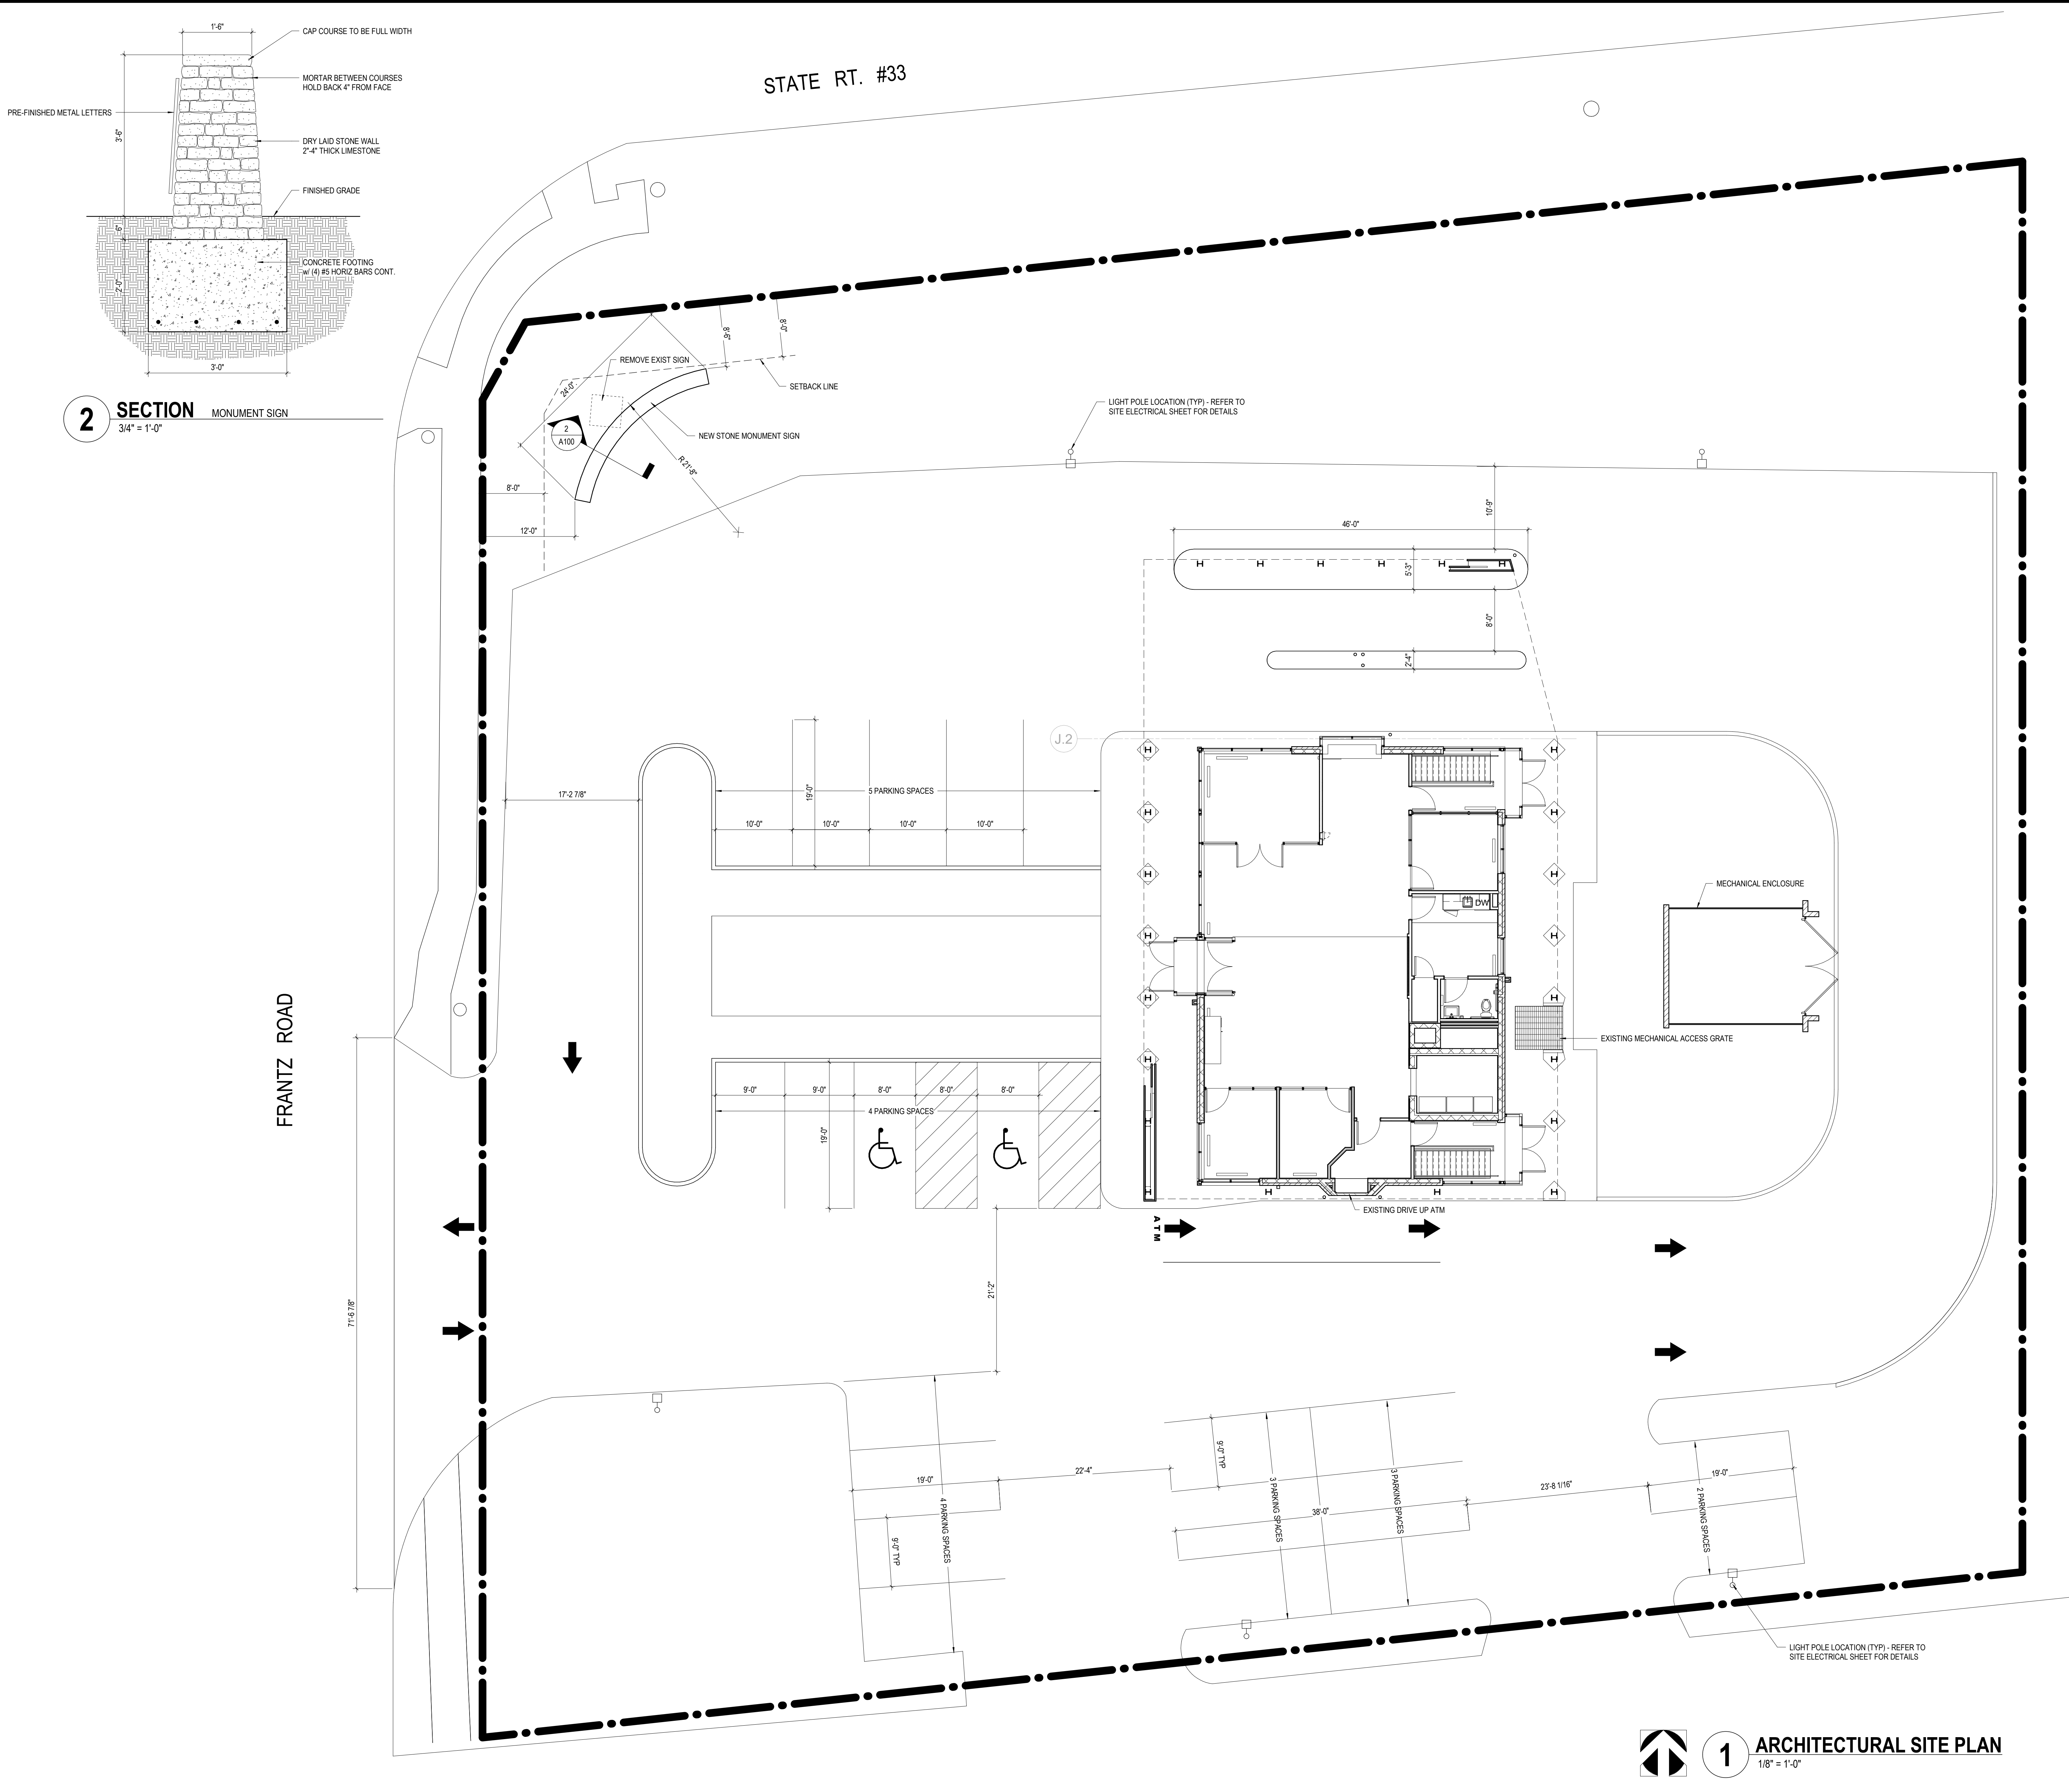 1'-6"
CAP COURSE TO BE FULL WIDTH
MORTAR BETWEEN COURSES
HOLD BACK 4" FROM FACE
PRE-FINISHED METAL LETTERS
3'-6"
DRY LAID STONE WALL
2"-4" THICK LIMESTONE
FINISHED GRADE
6"
CONCRETE FOOTING
w/ (4) #5 HORIZ BARS CONT.
2'-0"
3'-0"
2
SECTION MONUMENT SIGN
3/4" = 1'-0"
STATE RT. #33
9'-8"
8'-0"
REMOVE EXIST SIGN
24'-0"
SETBACK LINE
2
A100
NEW STONE MONUMENT SIGN
R 21'-8"
8'-0"
12'-0"
LIGHT POLE LOCATION (TYP) - REFER TO
SITE ELECTRICAL SHEET FOR DETAILS
10'-9"
46'-0"
5'-3"
8'-0"
2'-4"
J.2
17'-2 7/8"
19'-0"
5 PARKING SPACES
10'-0"
10'-0"
10'-0"
10'-0"
DW
MECHANICAL ENCLOSURE
EXISTING MECHANICAL ACCESS GRATE
FRANTZ ROAD
9'-0"
9'-0"
8'-0"
8'-0"
8'-0"
4 PARKING SPACES
19'-0"
EXISTING DRIVE UP ATM
ATM
21'-2"
71'-6 7/8"
19'-0"
22'-4"
4 PARKING SPACES
9'-0" TYP
9'-0" TYP
3 PARKING SPACES
3 PARKING SPACES
38'-0"
23'-8 1/16"
19'-0"
2 PARKING SPACES
LIGHT POLE LOCATION (TYP) - REFER TO
SITE ELECTRICAL SHEET FOR DETAILS
1
ARCHITECTURAL SITE PLAN
1/8" = 1'-0"